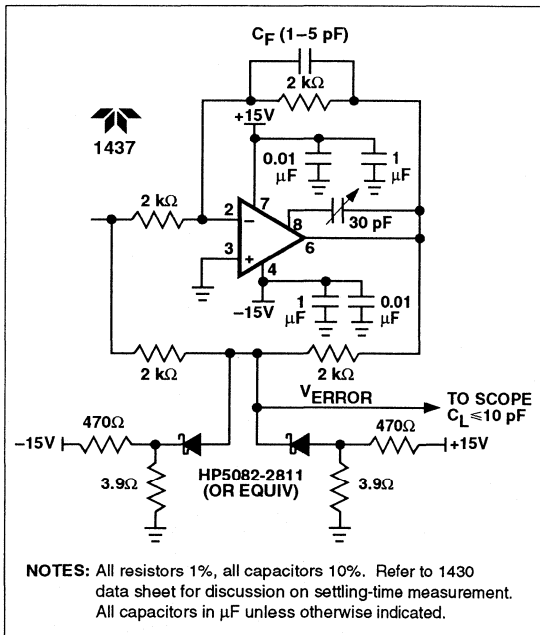 C_F (1–5 pF)
2 kΩ
+15V
1437
0.01
µF
1
µF
2 kΩ
2
−
7
8
30 pF
3
+
6
4
−15V
1
µF
0.01
µF
2 kΩ
2 kΩ
V_ERROR
TO SCOPE
C_L ≤ 10 pF
470Ω
−15V
470Ω
+15V
3.9Ω
HP5082-2811
(OR EQUIV)
3.9Ω
NOTES: All resistors 1%, all capacitors 10%. Refer to 1430
data sheet for discussion on settling-time measurement.
All capacitors in µF unless otherwise indicated.